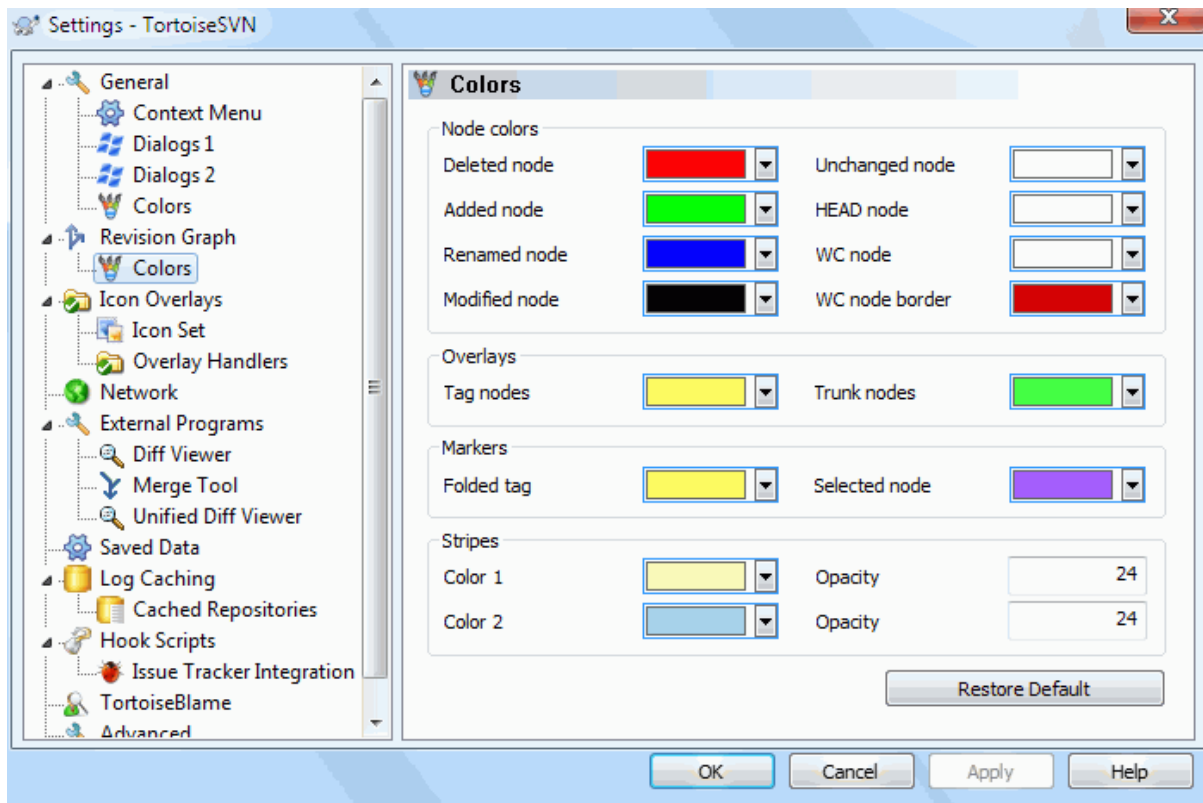 Settings - TortoiseSVN
General
Context Menu
Dialogs 1
Dialogs 2
Colors
Revision Graph
Colors
Icon Overlays
Icon Set
Overlay Handlers
Network
External Programs
Diff Viewer
Merge Tool
Unified Diff Viewer
Saved Data
Log Caching
Cached Repositories
Hook Scripts
Issue Tracker Integration
TortoiseBlame
Advanced
Colors
Node colors
Deleted node
Unchanged node
Added node
HEAD node
Renamed node
WC node
Modified node
WC node border
Overlays
Tag nodes
Trunk nodes
Markers
Folded tag
Selected node
Stripes
Color 1
Opacity
24
Color 2
Opacity
24
Restore Default
OK
Cancel
Apply
Help